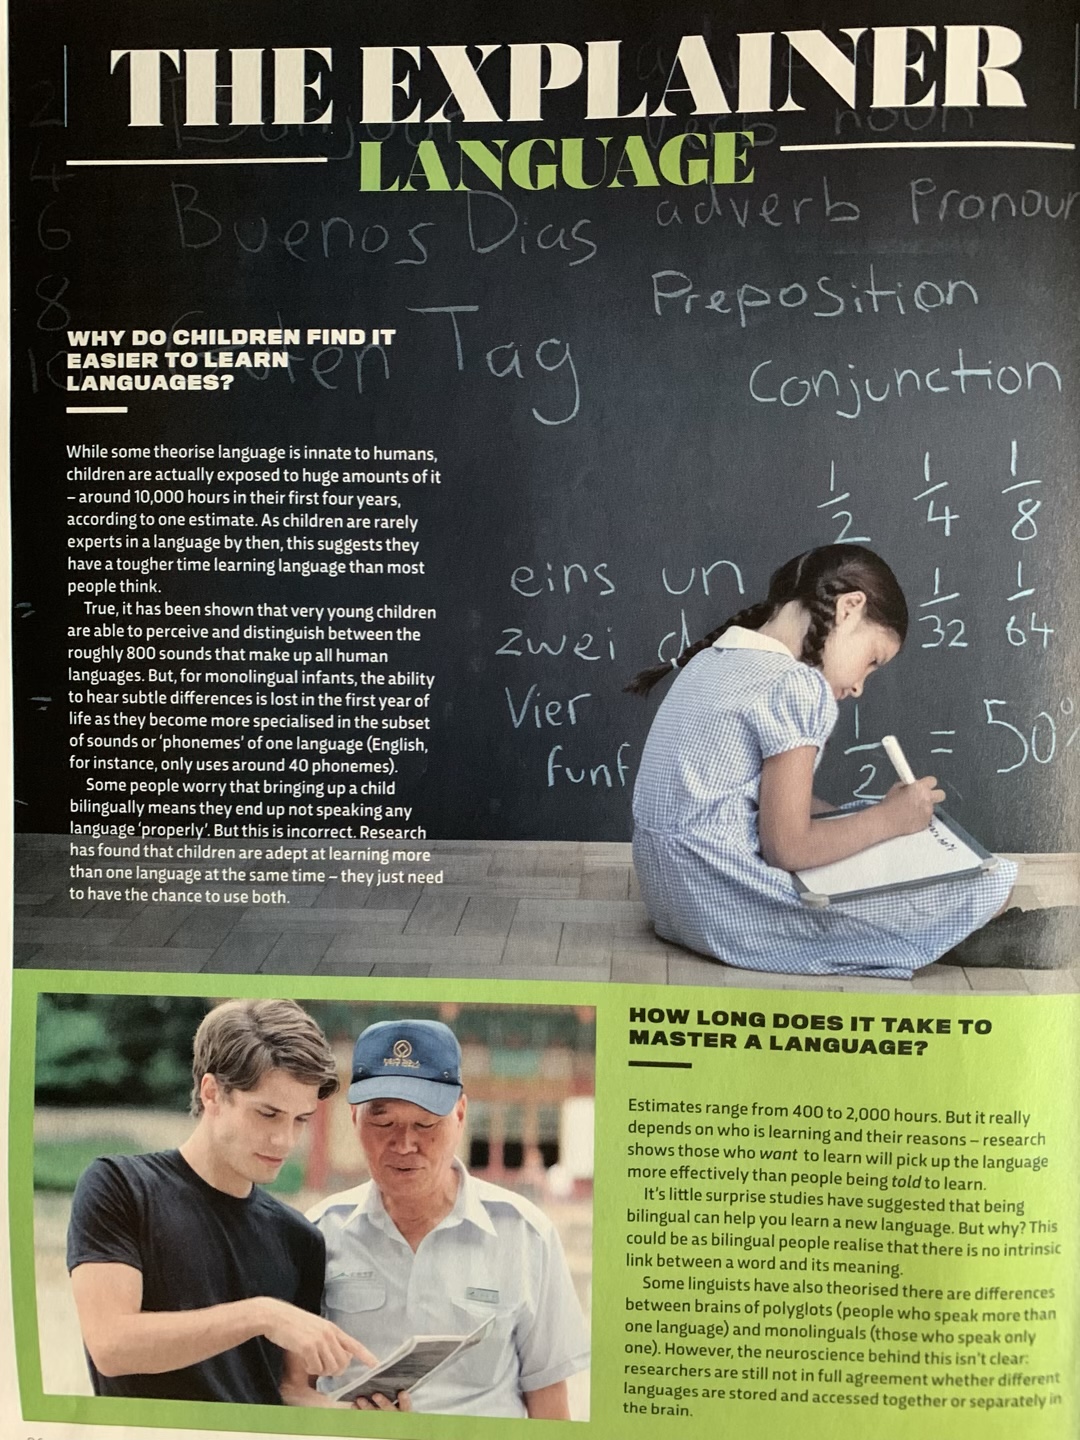 THE EXPLAINER
LANGUAGE
2
4
6
8
Bonjour
verb noun
Buenos Dias
adverb Pronoun
Preposition
Guten Tag
Conjunction
1/2 1/4 1/8
eins un
1/32 1/64
zwei d
Vier
funf
1/2 = 50%
WHY DO CHILDREN FIND IT
EASIER TO LEARN
LANGUAGES?
While some theorise language is innate to humans,
children are actually exposed to huge amounts of it
– around 10,000 hours in their first four years,
according to one estimate. As children are rarely
experts in a language by then, this suggests they
have a tougher time learning language than most
people think.
True, it has been shown that very young children
are able to perceive and distinguish between the
roughly 800 sounds that make up all human
languages. But, for monolingual infants, the ability
to hear subtle differences is lost in the first year of
life as they become more specialised in the subset
of sounds or ‘phonemes’ of one language (English,
for instance, only uses around 40 phonemes).
Some people worry that bringing up a child
bilingually means they end up not speaking any
language ‘properly’. But this is incorrect. Research
has found that children are adept at learning more
than one language at the same time – they just need
to have the chance to use both.
HOW LONG DOES IT TAKE TO
MASTER A LANGUAGE?
Estimates range from 400 to 2,000 hours. But it really
depends on who is learning and their reasons – research
shows those who want to learn will pick up the language
more effectively than people being told to learn.
It’s little surprise studies have suggested that being
bilingual can help you learn a new language. But why? This
could be as bilingual people realise that there is no intrinsic
link between a word and its meaning.
Some linguists have also theorised there are differences
between brains of polyglots (people who speak more than
one language) and monolinguals (those who speak only
one). However, the neuroscience behind this isn’t clear:
researchers are still not in full agreement whether different
languages are stored and accessed together or separately in
the brain.